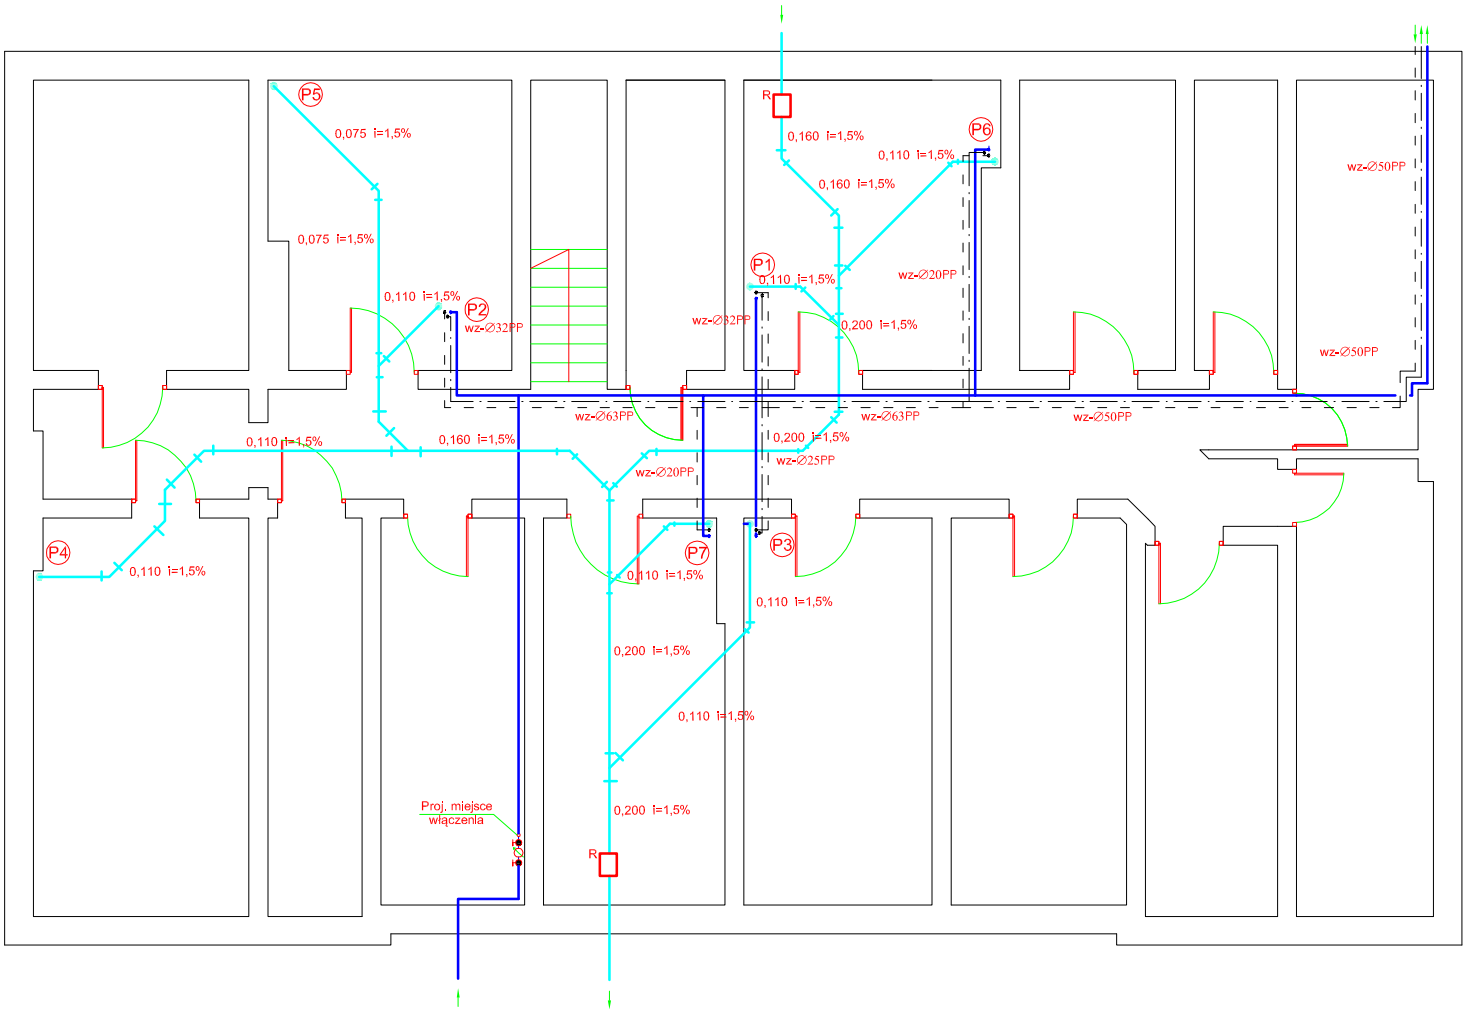 P5
R
0,075 i=1,5%
0,160 i=1,5%
P6
0,110 i=1,5%
wz-Ø50PP
0,160 i=1,5%
0,075 i=1,5%
P1
wz-Ø20PP
0,110 i=1,5%
0,110 i=1,5%
P2
wz-Ø32PP
wz-Ø32PP
0,200 i=1,5%
wz-Ø50PP
wz-Ø63PP
wz-Ø63PP
wz-Ø50PP
0,110 i=1,5%
0,160 i=1,5%
0,200 i=1,5%
wz-Ø25PP
wz-Ø20PP
P4
P7
P3
0,110 i=1,5%
0,110 i=1,5%
0,110 i=1,5%
0,200 i=1,5%
0,110 i=1,5%
Proj. miejsce
włączenia
0,200 i=1,5%
R